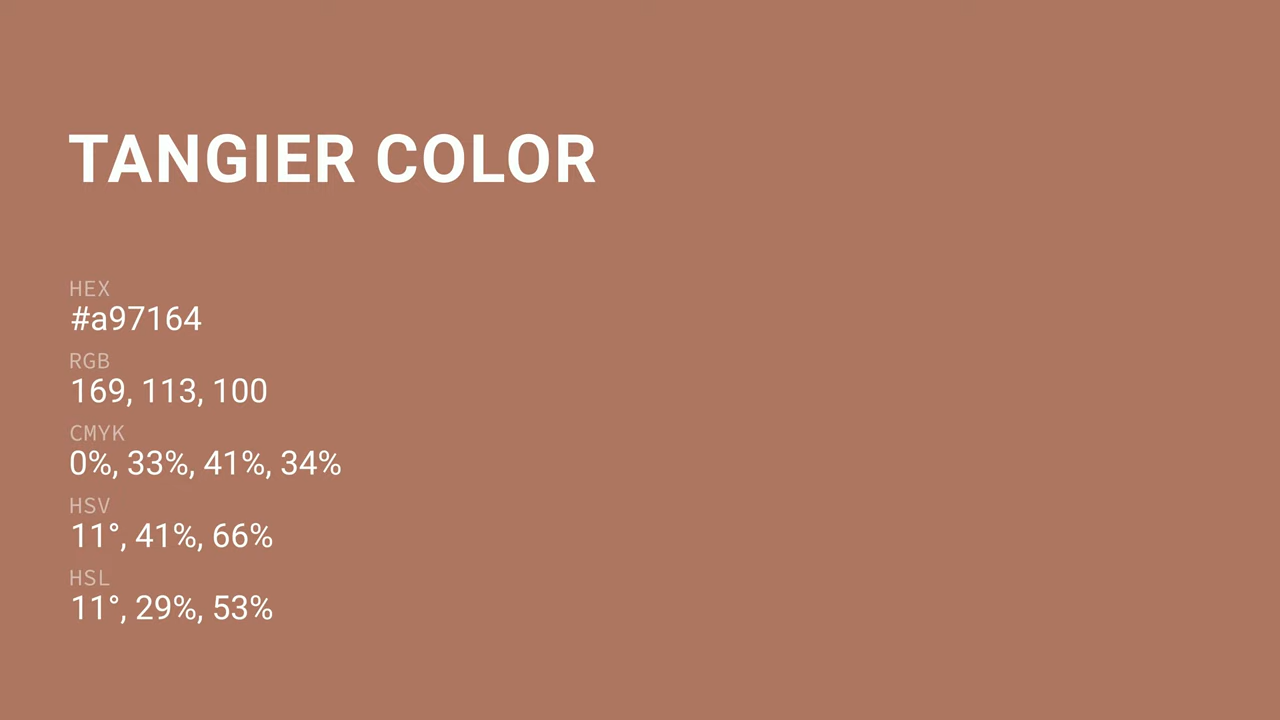 TANGIER COLOR
HEX
#a97164
RGB
169, 113, 100
CMYK
0%, 33%, 41%, 34%
HSV
11°, 41%, 66%
HSL
11°, 29%, 53%